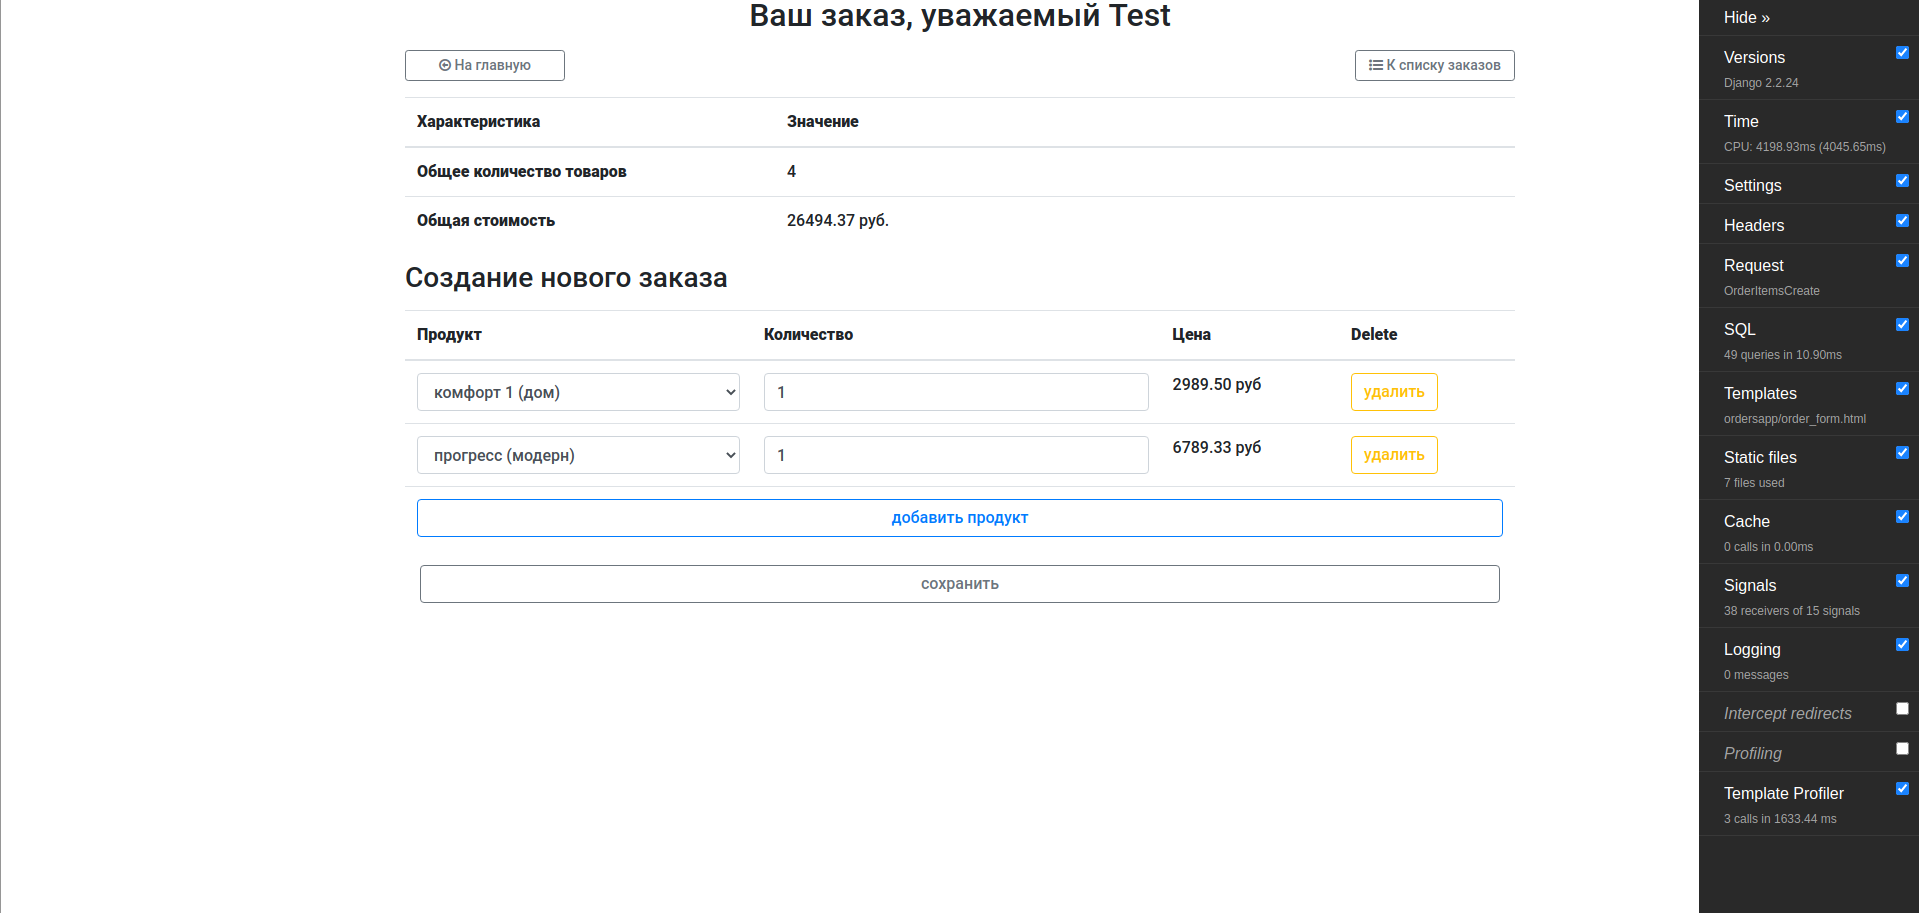 Ваш заказ, уважаемый Test
На главную
К списку заказов
Характеристика Значение
Общее количество товаров 4
Общая стоимость 26494.37 руб.
Создание нового заказа
Продукт Количество Цена Delete
комфорт 1 (дом) 1 2989.50 руб удалить
прогресс (модерн) 1 6789.33 руб удалить
добавить продукт
сохранить
Hide »
Versions
Django 2.2.24
Time
CPU: 4198.93ms (4045.65ms)
Settings
Headers
Request
OrderItemsCreate
SQL
49 queries in 10.90ms
Templates
ordersapp/order_form.html
Static files
7 files used
Cache
0 calls in 0.00ms
Signals
38 receivers of 15 signals
Logging
0 messages
Intercept redirects
Profiling
Template Profiler
3 calls in 1633.44 ms